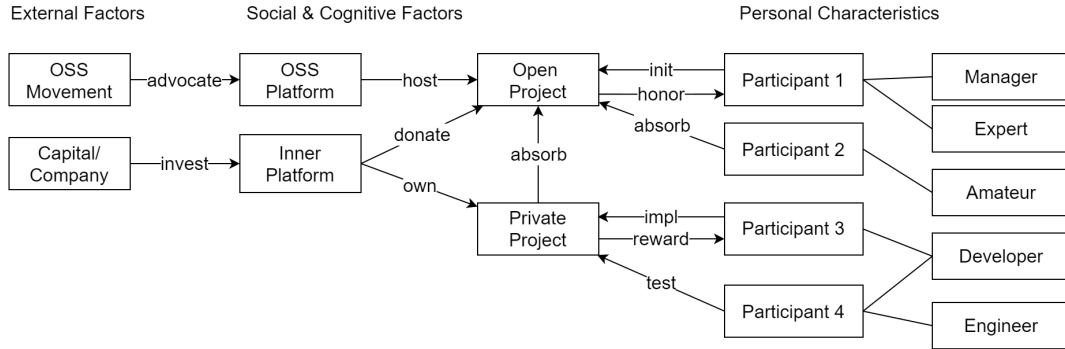 External Factors
Social & Cognitive Factors
Personal Characteristics
OSS
Movement
advocate
OSS
Platform
host
Open
Project
init
honor
Participant 1
Manager
Expert
Capital/
Company
invest
Inner
Platform
donate
own
absorb
absorb
Participant 2
Amateur
Private
Project
impl
reward
Participant 3
Developer
test
Participant 4
Engineer